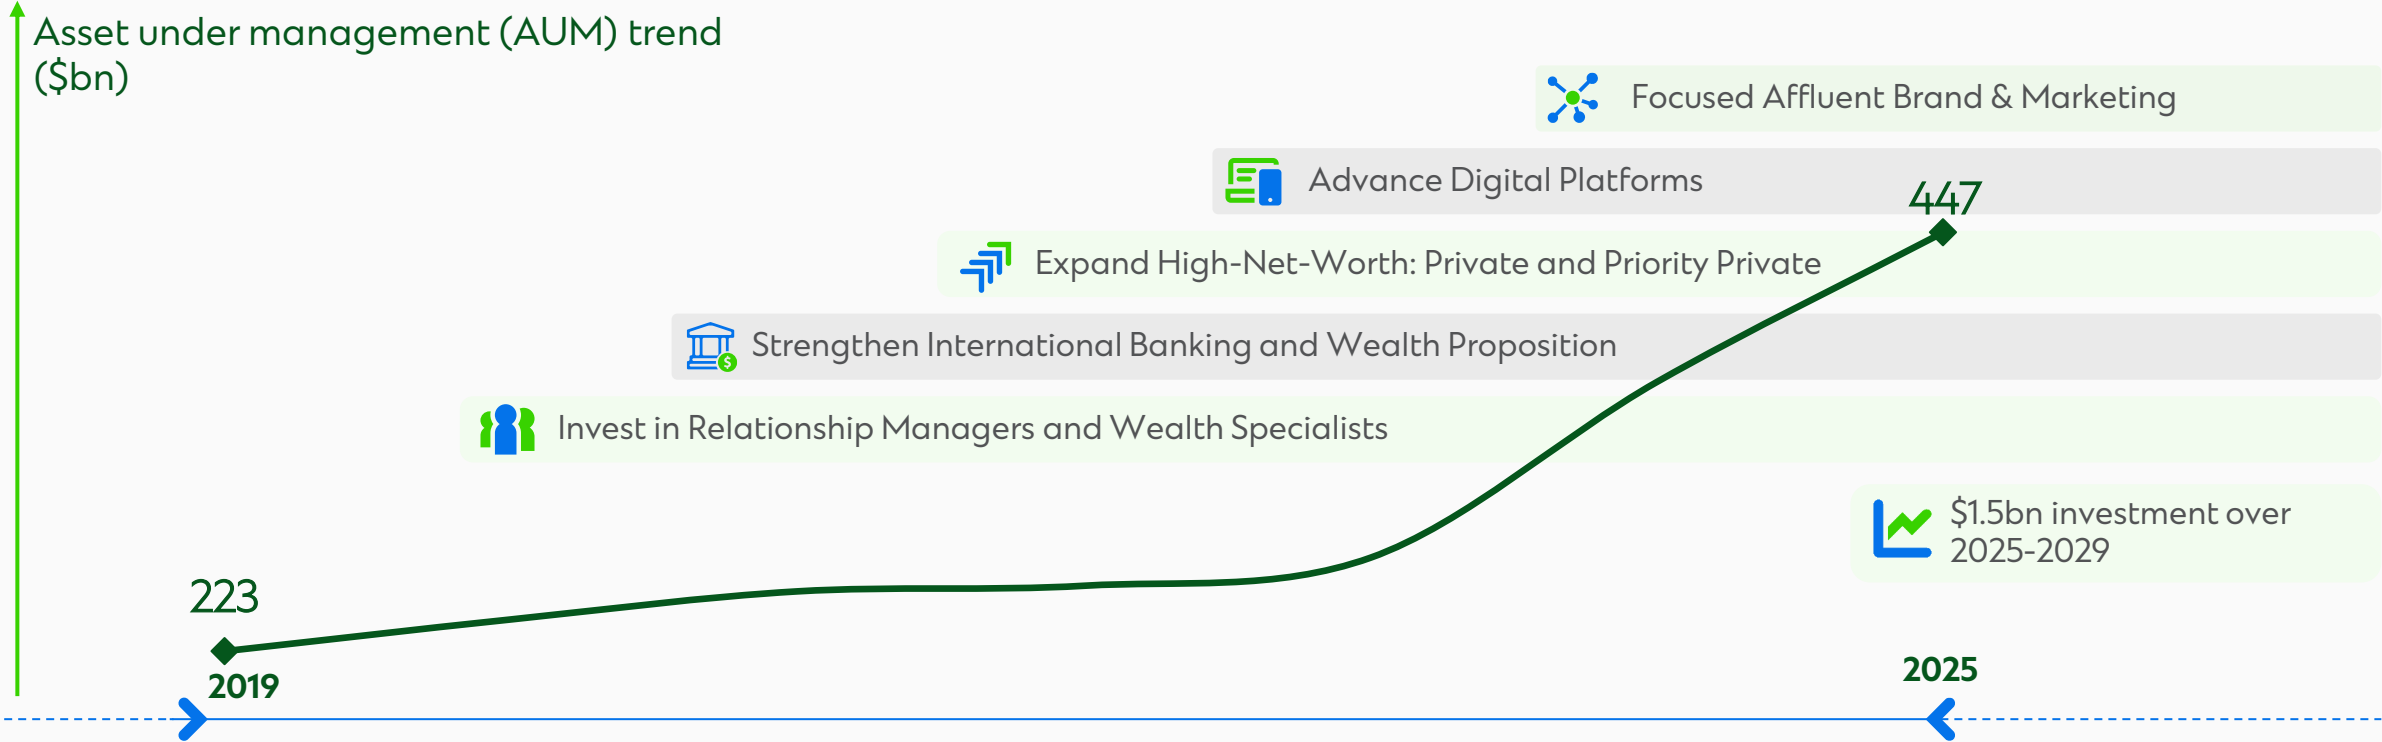 Asset under management (AUM) trend
($bn)
Focused Affluent Brand & Marketing
Advance Digital Platforms
447
Expand High-Net-Worth: Private and Priority Private
Strengthen International Banking and Wealth Proposition
$
Invest in Relationship Managers and Wealth Specialists
$1.5bn investment over
2025-2029
223
2019
2025